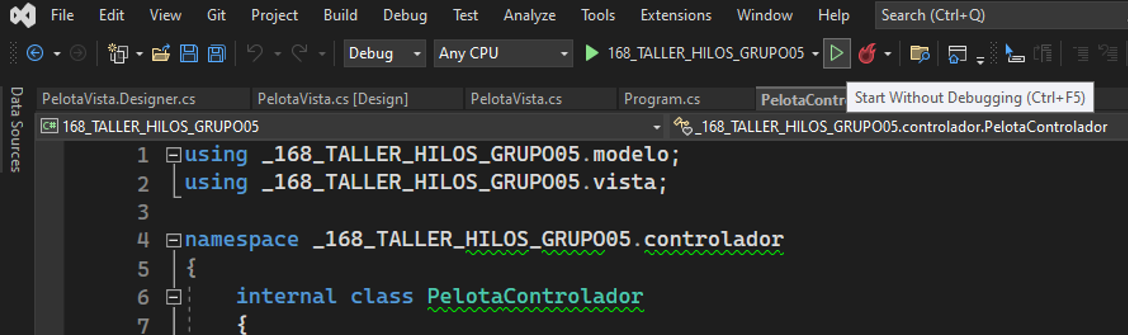 File Edit View Git Project Build Debug Test Analyze Tools Extensions Window Help Search (Ctrl+Q)
Debug Any CPU 168_TALLER_HILOS_GRUPO05
Data Sources
PelotaVista.Designer.cs PelotaVista.cs [Design] PelotaVista.cs Program.cs PelotaContr
Start Without Debugging (Ctrl+F5)
C# 168_TALLER_HILOS_GRUPO05 _168_TALLER_HILOS_GRUPO05.controlador.PelotaControlador
1 using _168_TALLER_HILOS_GRUPO05.modelo;
2 using _168_TALLER_HILOS_GRUPO05.vista;
3
4 namespace _168_TALLER_HILOS_GRUPO05.controlador
5 {
6 internal class PelotaControlador
7 {